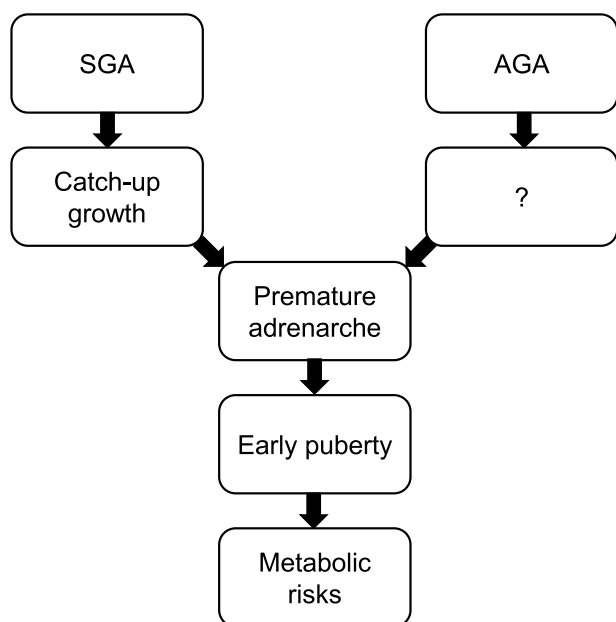 SGA
AGA
Catch-up
growth
?
Premature
adrenarche
Early puberty
Metabolic
risks